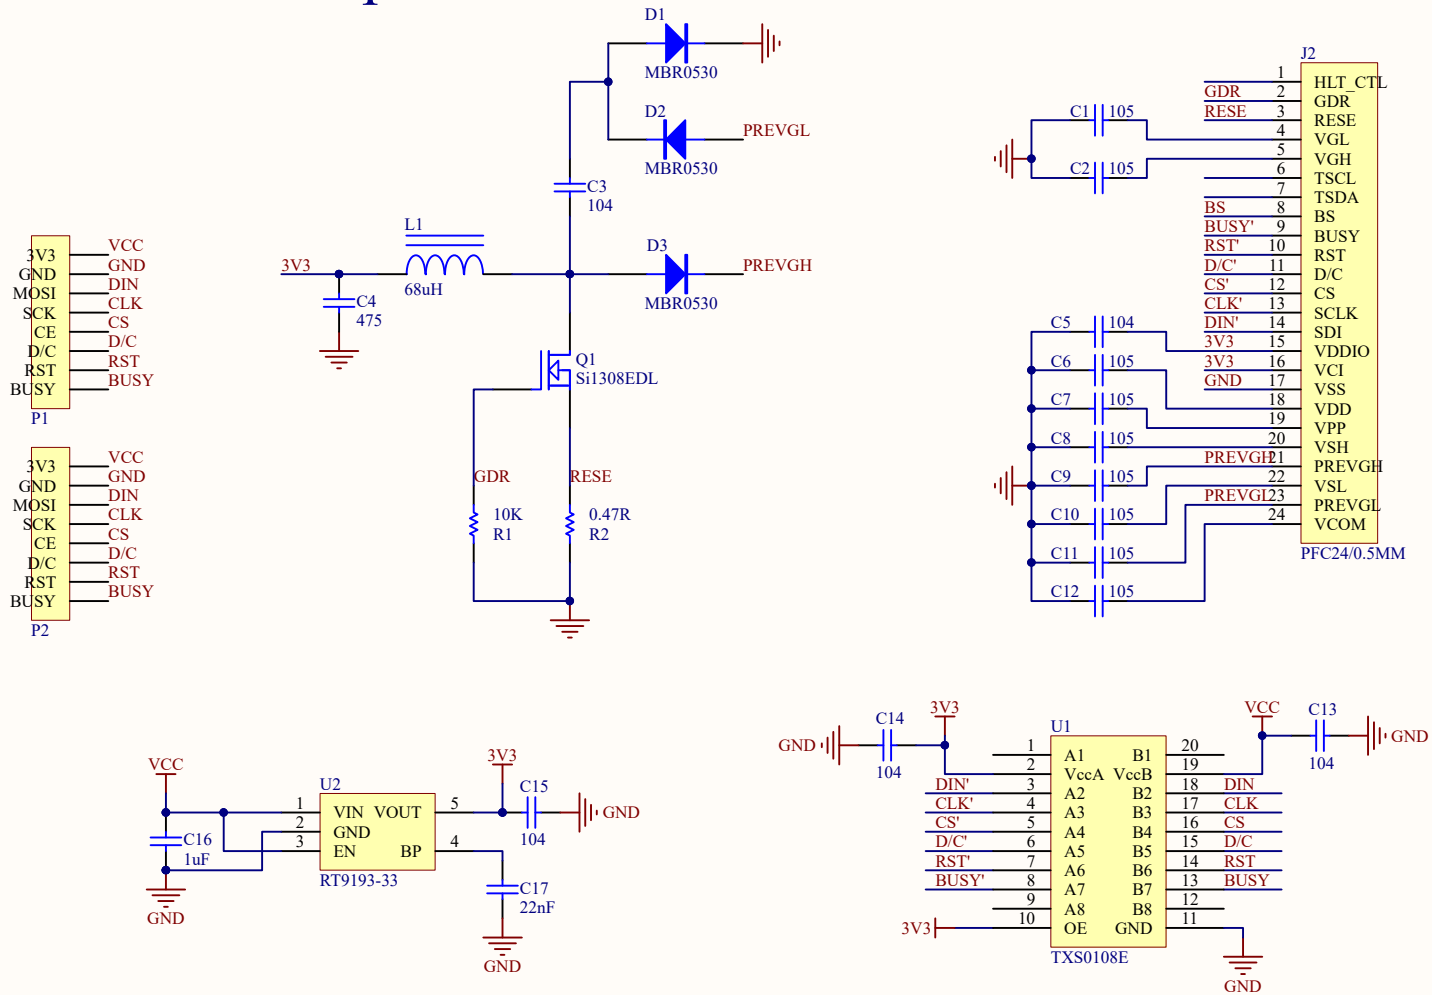 D1
MBR0530
D2
PREVGL
MBR0530
C3
104
L1
68uH
3V3
C4
475
D3
PREVGH
MBR0530
Q1
Si1308EDL
GDR
RESE
10K
R1
0.47R
R2
3V3 VCC
GND GND
MOSI DIN
SCK CLK
CE CS
D/C D/C
RST RST
BUSY BUSY
P1
3V3 VCC
GND GND
MOSI DIN
SCK CLK
CE CS
D/C D/C
RST RST
BUSY BUSY
P2
J2
1 HLT_CTL
GDR 2 GDR
RESE 3 RESE
4 VGL
5 VGH
6 TSCL
7 TSDA
BS 8 BS
BUSY' 9 BUSY
RST' 10 RST
D/C' 11 D/C
CS' 12 CS
CLK' 13 SCLK
DIN' 14 SDI
3V3 15 VDDIO
3V3 16 VCI
GND 17 VSS
18 VDD
19 VPP
20 VSH
PREVGH 21 PREVGH
22 VSL
PREVGL 23 PREVGL
24 VCOM
PFC24/0.5MM
C1 105
C2 105
C5 104
C6 105
C7 105
C8 105
C9 105
C10 105
C11 105
C12 105
VCC
C16
1uF
GND
U2
1 VIN VOUT 5
2 GND
3 EN BP 4
RT9193-33
3V3
C15
104
GND
C17
22nF
GND
GND
C14
104
3V3
U1
1 A1 B1 20
2 VccA VccB 19
DIN' 3 A2 B2 18 DIN
CLK' 4 A3 B3 17 CLK
CS' 5 A4 B4 16 CS
D/C' 6 A5 B5 15 D/C
RST' 7 A6 B6 14 RST
BUSY' 8 A7 B7 13 BUSY
9 A8 B8 12
3V3 10 OE GND 11
TXS0108E
VCC
C13
104
GND
GND